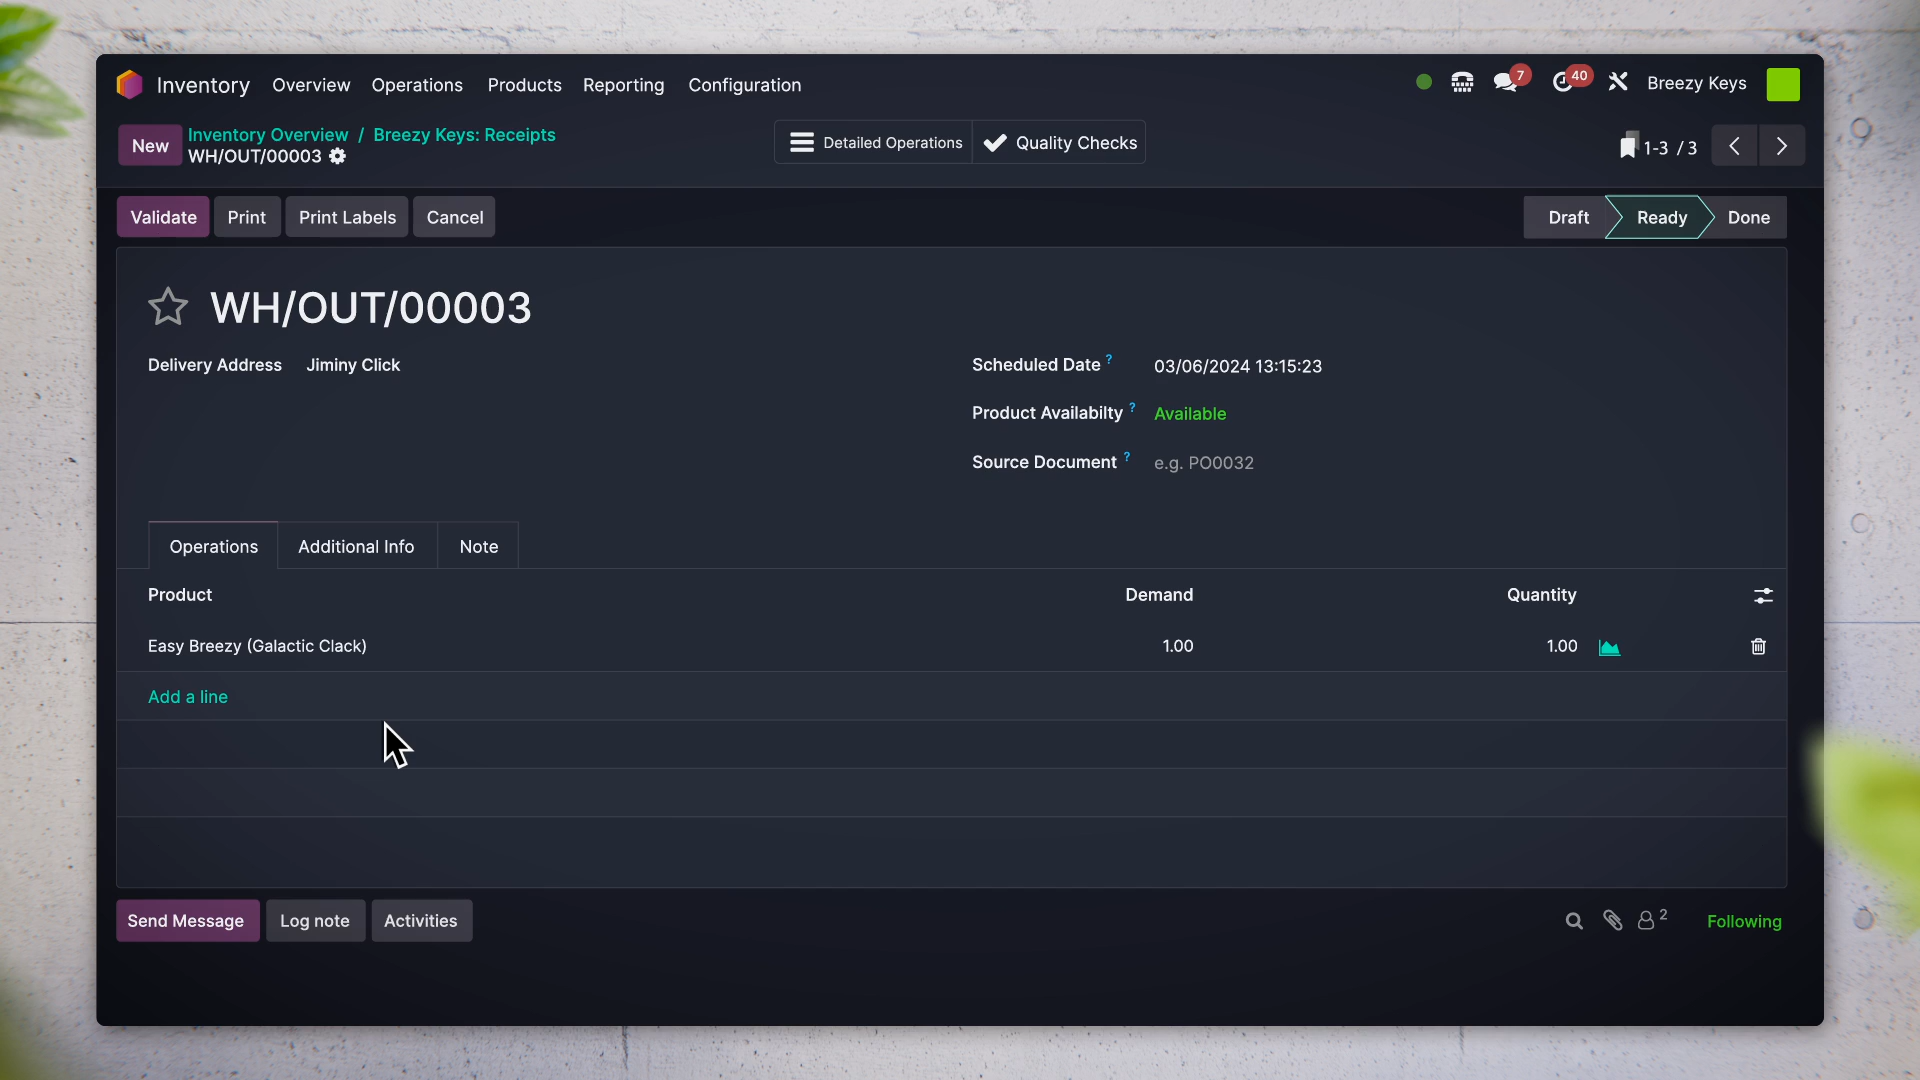 Inventory Overview Operations Products Reporting Configuration 7 40 Breezy Keys
New Inventory Overview / Breezy Keys: Receipts
WH/OUT/00003
Detailed Operations Quality Checks
1-3 / 3
Validate Print Print Labels Cancel Draft Ready Done
WH/OUT/00003
Delivery Address Jiminy Click
Scheduled Date ? 03/06/2024 13:15:23
Product Availabilty ? Available
Source Document ? e.g. PO0032
Operations Additional Info Note
Product Demand Quantity
Easy Breezy (Galactic Clack) 1.00 1.00
Add a line
Send Message Log note Activities 2 Following